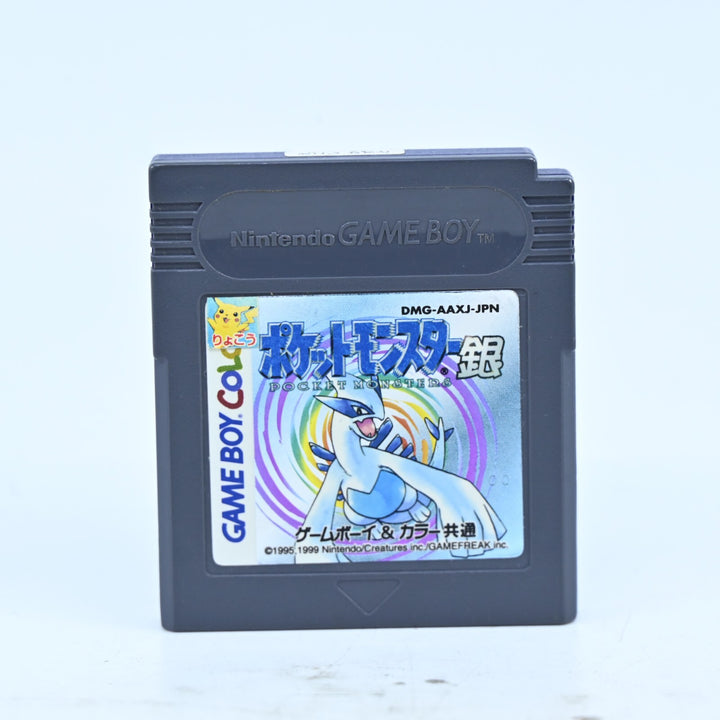 Nintendo GAME BOY™
DMG-AAXJ-JPN
りょこう
ポケットモンスター銀
POCKET MONSTERS
GAME BOY COLOR
ゲームボーイ & カラー共通
©1995,1999 Nintendo/Creatures inc./GAMEFREAK inc.